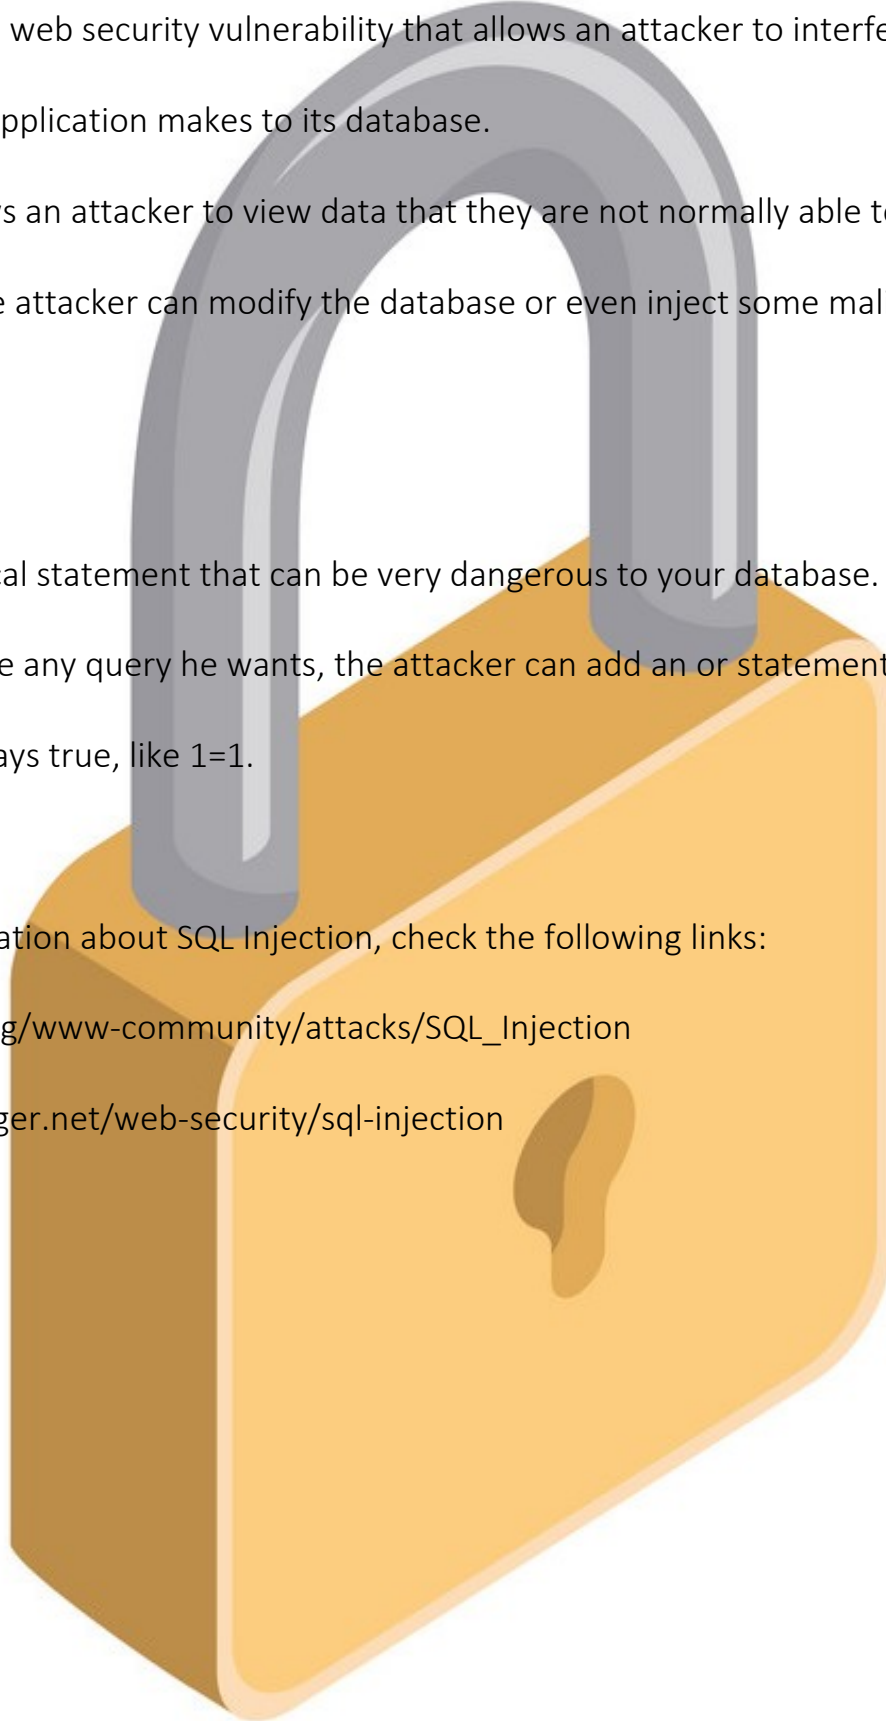 web security vulnerability that allows an attacker to interfe
pplication makes to its database.
s an attacker to view data that they are not normally able to
e attacker can modify the database or even inject some mali
cal statement that can be very dangerous to your database.
e any query he wants, the attacker can add an or statement
ays true, like 1=1.
ation about SQL Injection, check the following links:
g/www-community/attacks/SQL_Injection
ger.net/web-security/sql-injection